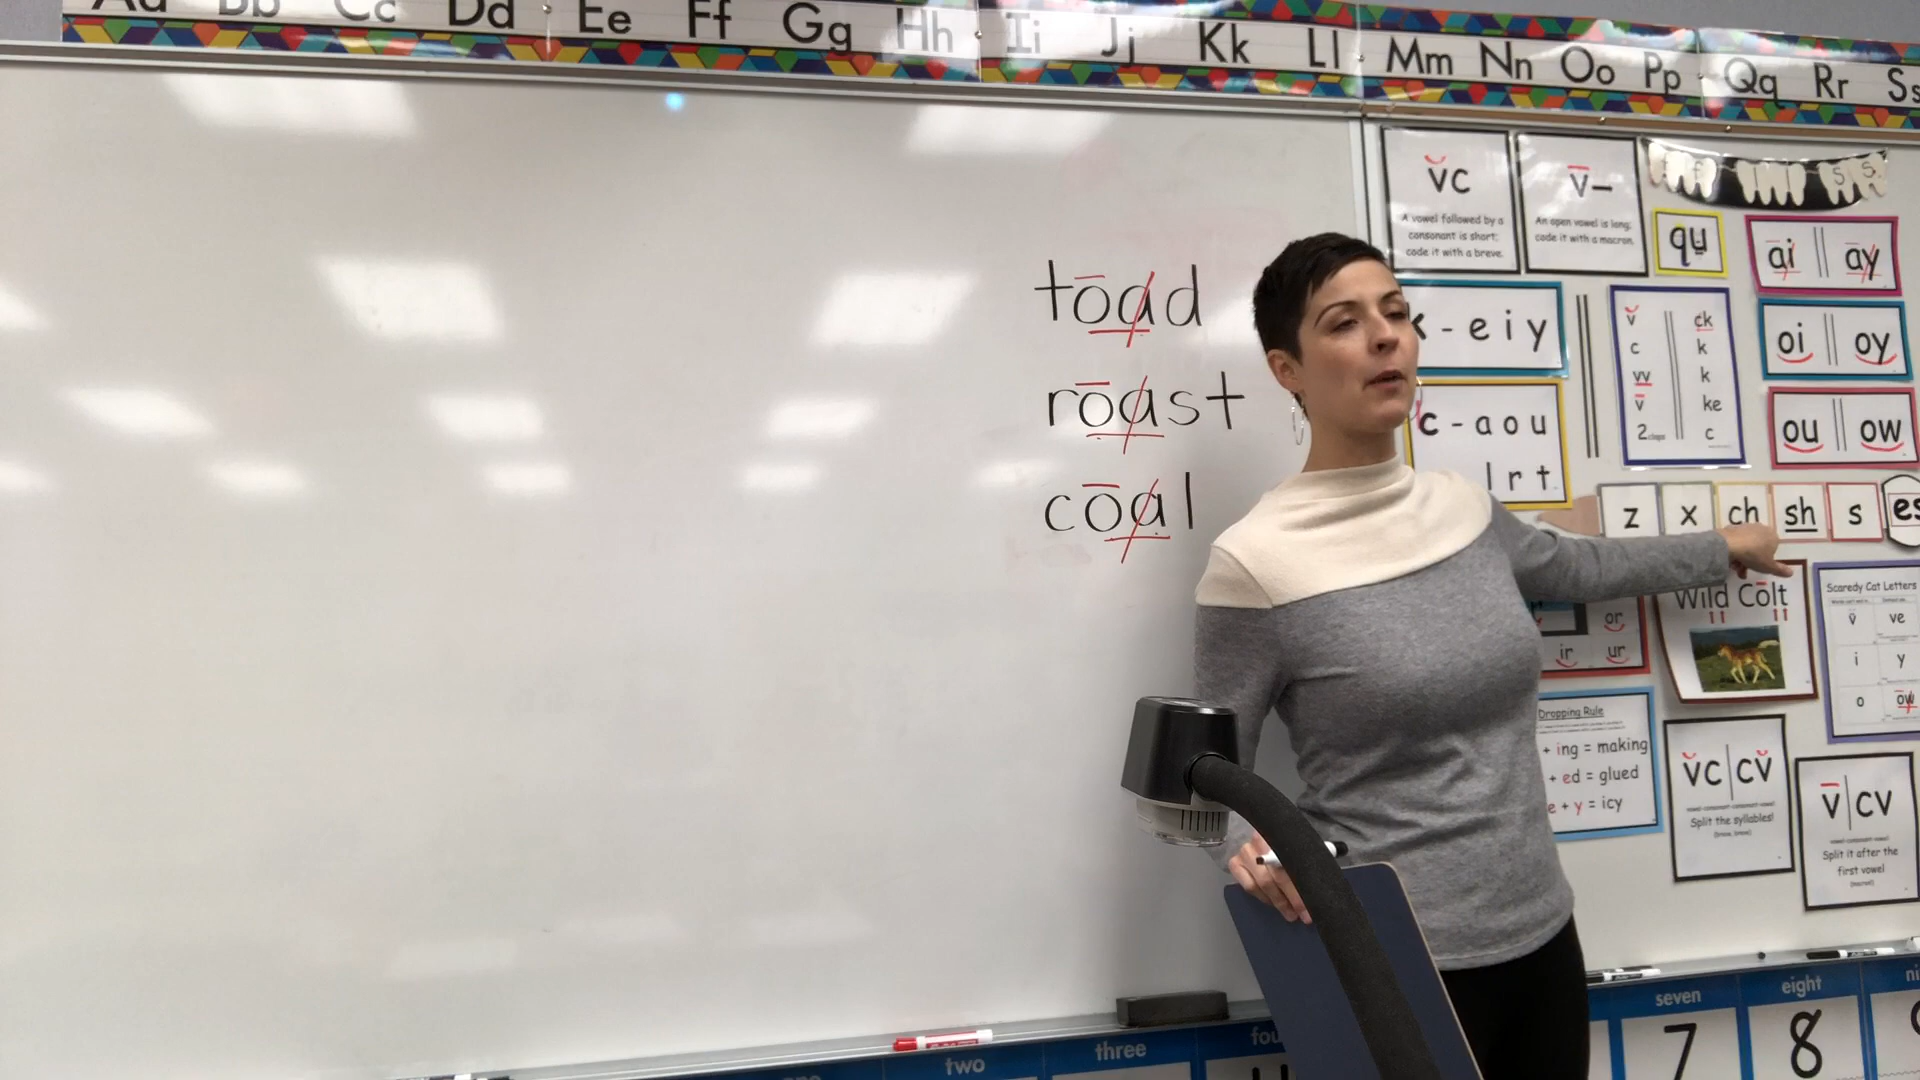 Aa Bb Cc Dd Ee Ff Gg Hh Ii Jj Kk Ll Mm Nn Oo Pp Qq Rr Ss
toad
roast
coal
vc
A vowel followed by a
consonant is short;
code it with a breve.
v-
An open vowel is long;
code it with a macron.
qu
ai ay
k - e i y
c - a o u
l r t
v ck
c k
vv k
v ke
2 c
oi oy
ou ow
z x ch sh s es
or
ir ur
Wild Colt
Scaredy Cat Letters
v ve
i y
o ow
Dropping Rule
+ ing = making
+ ed = glued
e + y = icy
vc|cv
Split the syllables!
v|cv
Split it after the
first vowel
two three fou seven eight ni
7 8